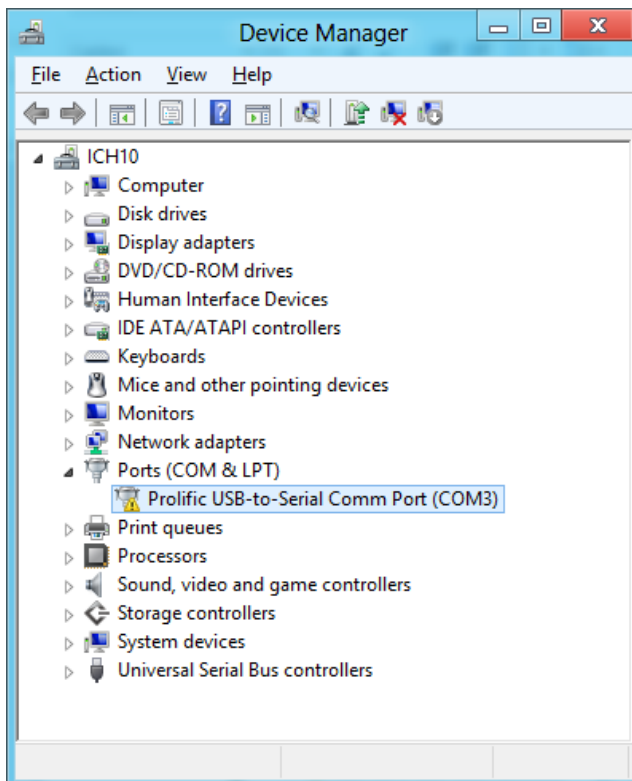 Device Manager
File Action View Help
ICH10
Computer
Disk drives
Display adapters
DVD/CD-ROM drives
Human Interface Devices
IDE ATA/ATAPI controllers
Keyboards
Mice and other pointing devices
Monitors
Network adapters
Ports (COM & LPT)
Prolific USB-to-Serial Comm Port (COM3)
Print queues
Processors
Sound, video and game controllers
Storage controllers
System devices
Universal Serial Bus controllers